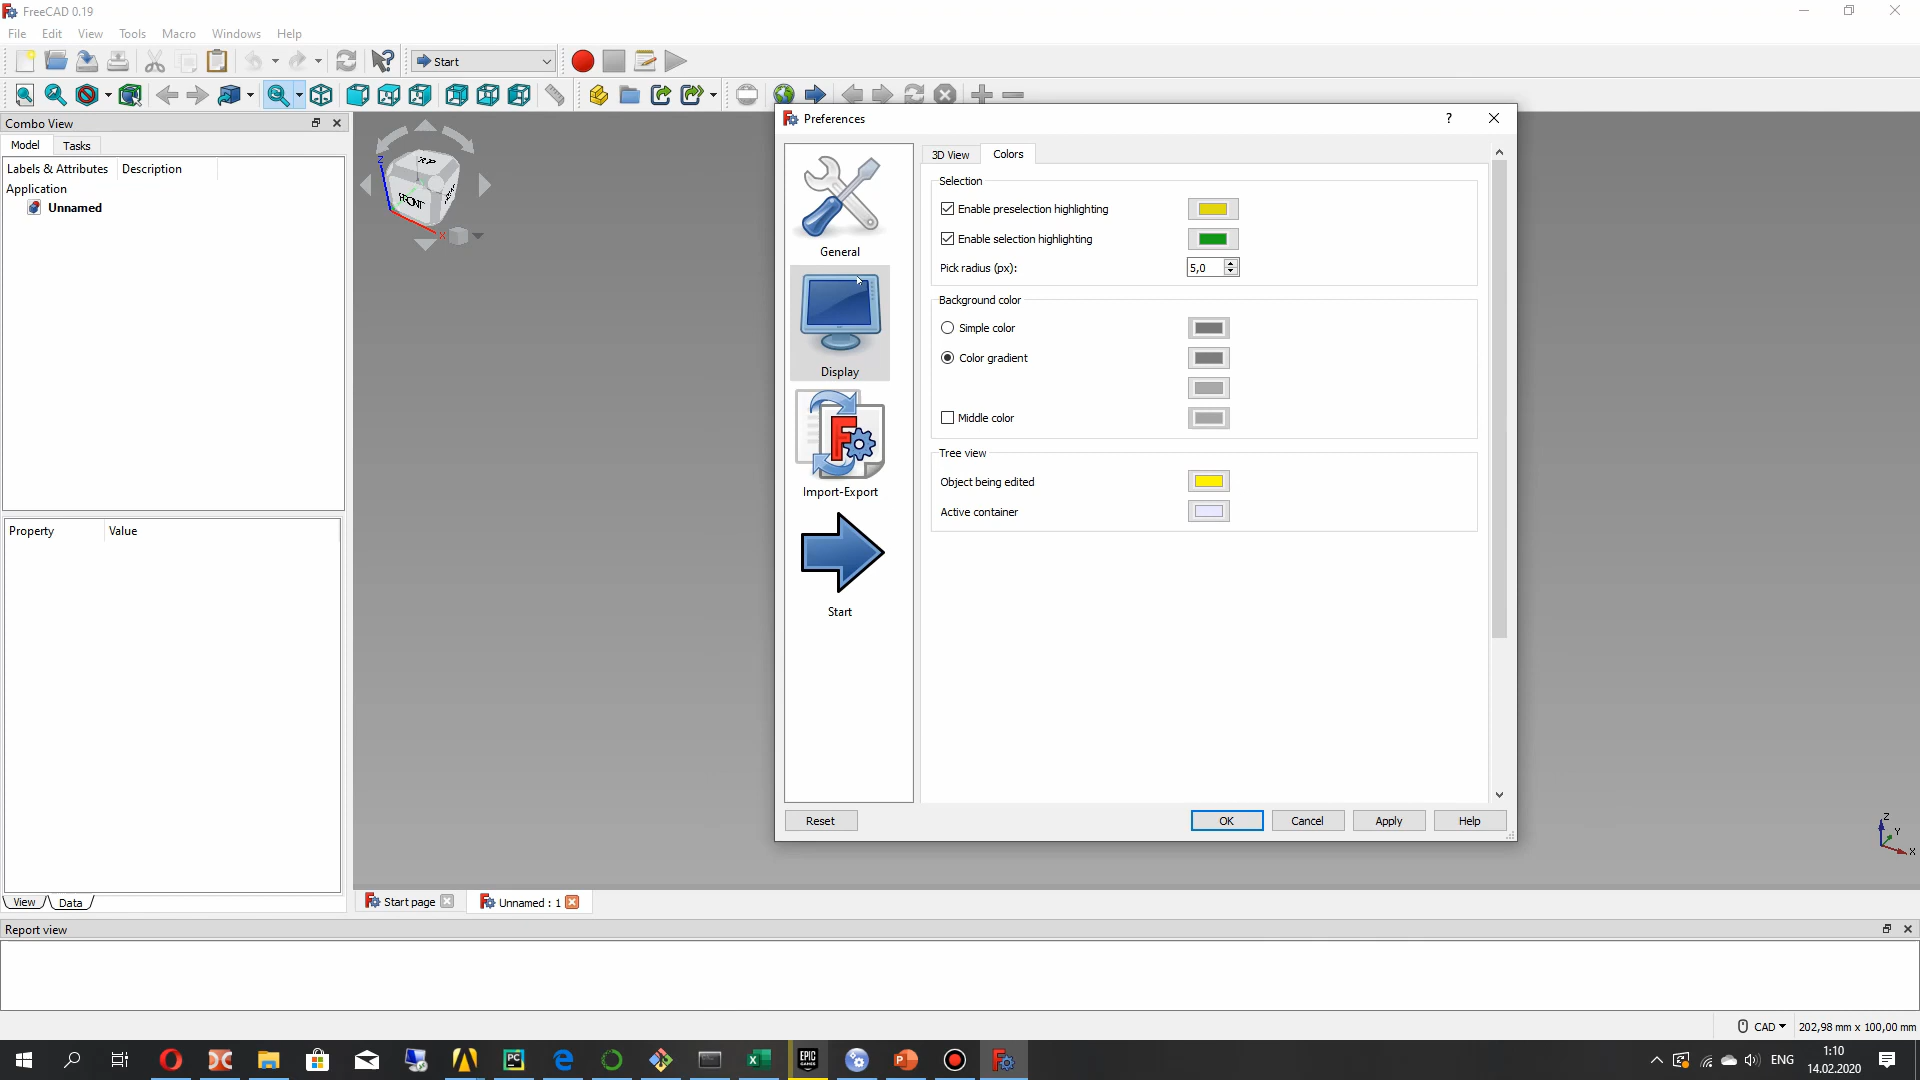 FreeCAD 0.19
File Edit View Tools Macro Windows Help
Start
Combo View
Model Tasks
Labels & Attributes Description
Application
Unnamed
FRONT
Z
X
Property Value
View Data
Preferences
?
General
Display
Import-Export
Start
3D View Colors
Selection
Enable preselection highlighting
Enable selection highlighting
Pick radius (px): 5,0
Background color
Simple color
Color gradient
Middle color
Tree view
Object being edited
Active container
Reset OK Cancel Apply Help
Z
Y
X
Start page Unnamed : 1
Report view
CAD 202,98 mm x 100,00 mm
PC
EPIC
GAMES
ENG
1:10
14.02.2020